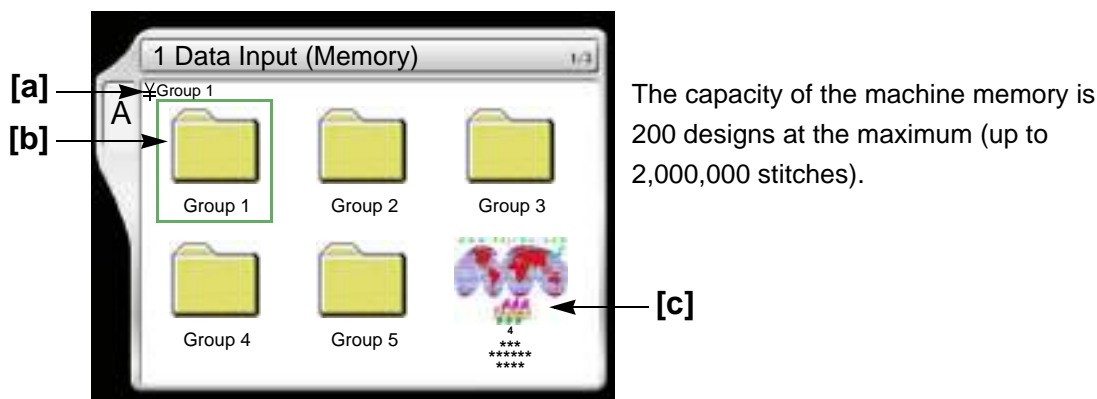 1 Data Input (Memory)
1/3
[a]
¥Group 1
A
[b]
Group 1 Group 2 Group 3
The capacity of the machine memory is
200 designs at the maximum (up to
2,000,000 stitches).
[c]
4
Group 4 Group 5 ***
******
****